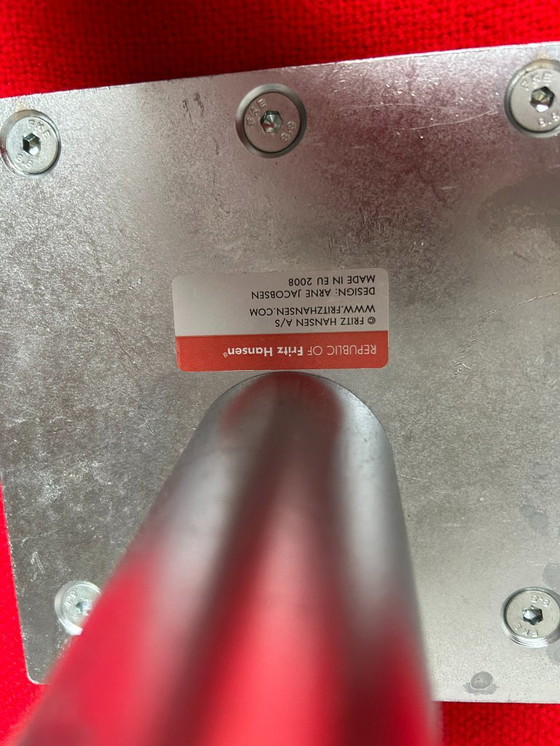 REPUBLIC OF Fritz Hansen®
© FRITZ HANSEN A/S
WWW.FRITZHANSEN.COM
DESIGN: ARNE JACOBSEN
MADE IN EU 2008